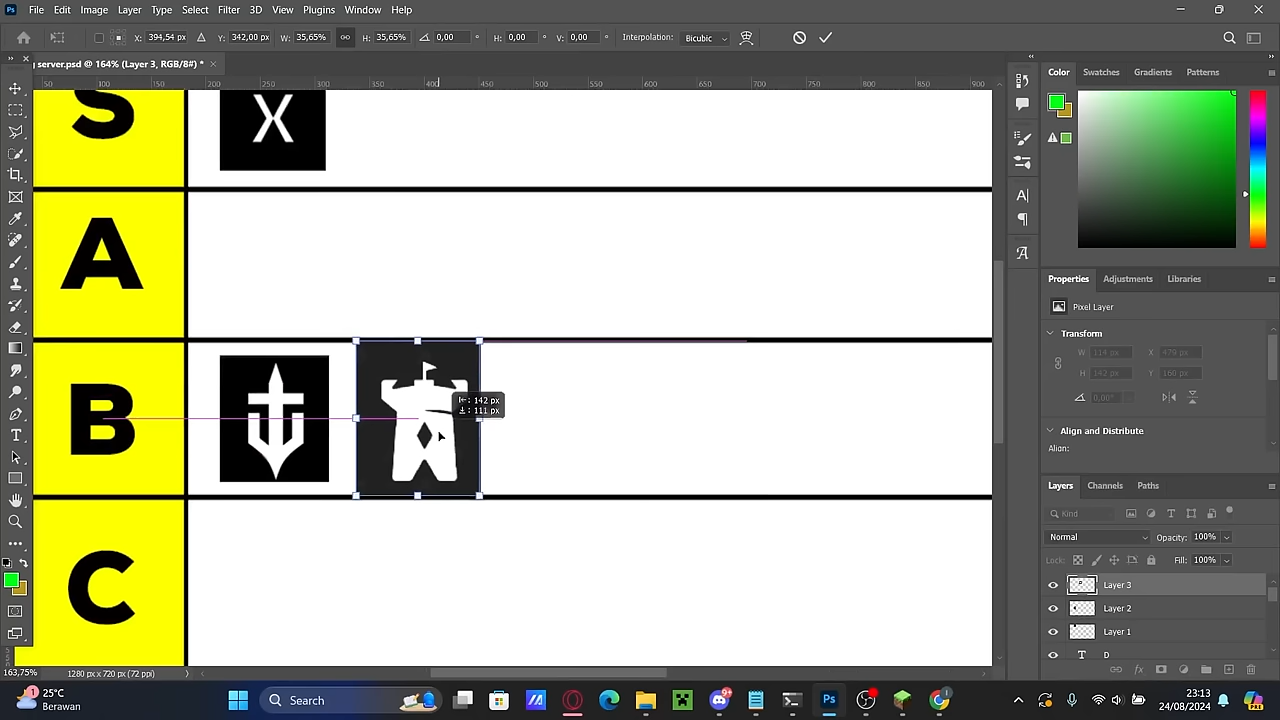 Ps File Edit Image Layer Type Select Filter 3D View Plugins Window Help
X: 394,54 px Y: 342,00 px W: 35,65% H: 35,65% 0,00 ° H: 0,00 ° V: 0,00 ° Interpolation: Bicubic
server.psd @ 164% (Layer 3, RGB/8#) * ×
50 100 150 200 250 300 350 400 450 500 550 600 650 700 750 800 850 900
S
X
A
B
142 px
111 px
C
Color Swatches Gradients Patterns
Properties Adjustments Libraries
Pixel Layer
Transform
W 114 px X 479 px
H 142 px Y 160 px
0,00°
Align and Distribute
Align:
Layers Channels Paths
Kind
Normal Opacity: 100%
Lock: Fill: 100%
Layer 3
Layer 2
Layer 1
T D
163,75% 1280 px x 720 px (72 ppi)
1 25°C
Berawan
Search
23:13
24/08/2024